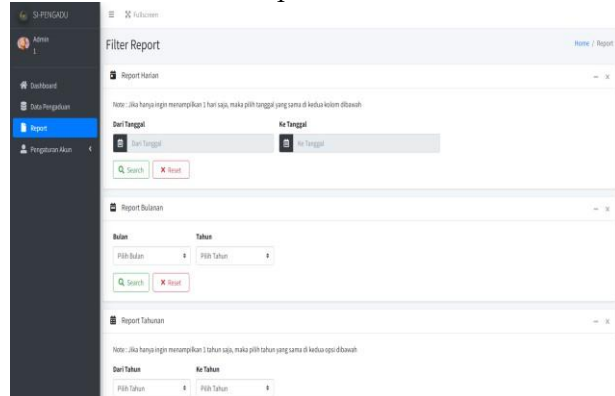 SI-PENGADU
Fullscreen
Admin
1
Filter Report
Home / Report
Dashboard
Data Pengaduan
Report
Pengaturan Akun
Report Harian
Note : Jika hanya ingin menampilkan 1 hari saja, maka pilih tanggal yang sama di kedua kolom dibawah
Dari Tanggal
Ke Tanggal
Dari Tanggal
Ke Tanggal
Search
Reset
Report Bulanan
Bulan
Tahun
Pilih Bulan
Pilih Tahun
Search
Reset
Report Tahunan
Note : Jika hanya ingin menampilkan 1 tahun saja, maka pilih tahun yang sama di kedua opsi dibawah
Dari Tahun
Ke Tahun
Pilih Tahun
Pilih Tahun